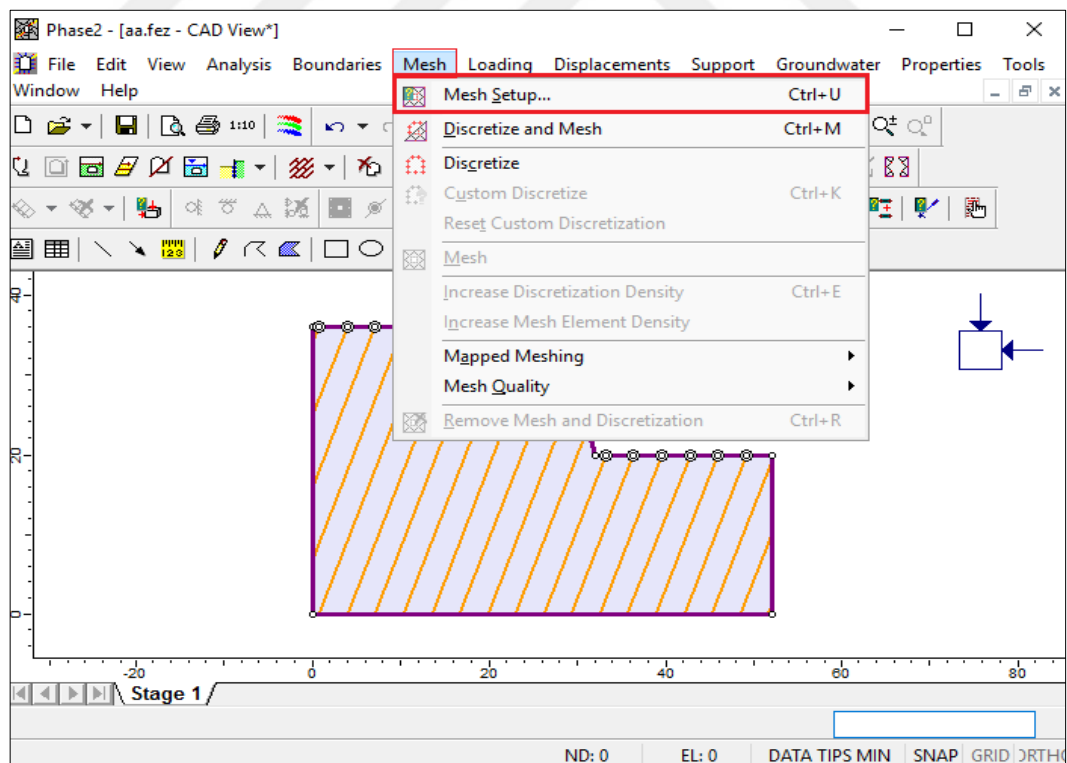 Phase2 - [aa.fez - CAD View*]
File Edit View Analysis Boundaries Mesh Loading Displacements Support Groundwater Properties Tools
Window Help
Mesh Setup... Ctrl+U
1:10
Discretize and Mesh Ctrl+M
Discretize
Custom Discretize Ctrl+K
Reset Custom Discretization
123
Mesh
Increase Discretization Density Ctrl+E
Increase Mesh Element Density
Mapped Meshing
Mesh Quality
Remove Mesh and Discretization Ctrl+R
40
20
0
-20 0 20 40 60 80
Stage 1
ND: 0 EL: 0 DATA TIPS MIN SNAP GRID